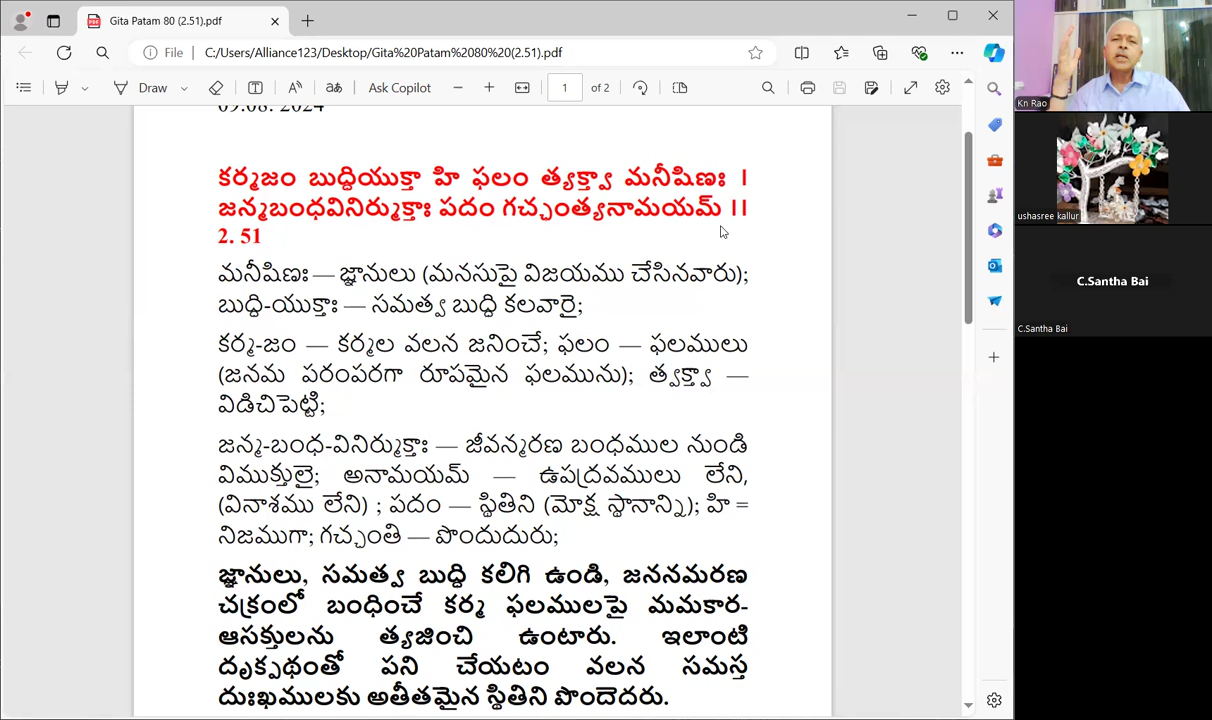 Gita Patam 80 (2.51).pdf
File
C:/Users/Alliance123/Desktop/Gita%20Patam%2080%20(2.51).pdf
Draw
Ask Copilot
1 of 2
09.08. 2024
కర్మజం బుద్ధియుక్తా హి ఫలం త్యక్త్వా మనీషిణః ।
జన్మబంధవినిర్ముక్తాః పదం గచ్ఛంత్యనామయమ్ ।।
2. 51
మనీషిణః — జ్ఞానులు (మనసుపై విజయము చేసినవారు);
బుద్ధి-యుక్తాః — సమత్వ బుద్ధి కలవారై;
కర్మ-జం — కర్మల వలన జనించే; ఫలం — ఫలములు
(జనమ పరంపరగా రూపమైన ఫలమును); త్వక్త్వా —
విడిచిపెట్టి;
జన్మ-బంధ-వినిర్ముక్తాః — జీవన్మరణ బంధముల నుండి
విముక్తులై; అనామయమ్ — ఉపద్రవములు లేని,
(వినాశము లేని) ; పదం — స్థితిని (మోక్ష స్థానాన్ని); హి =
నిజముగా; గచ్ఛంతి — పొందుదురు;
జ్ఞానులు, సమత్వ బుద్ధి కలిగి ఉండి, జననమరణ
చక్రంలో బంధించే కర్మ ఫలములపై మమకార-
ఆసక్తులను త్యజించి ఉంటారు. ఇలాంటి
దృక్పథంతో పని చేయటం వలన సమస్త
దుఃఖములకు అతీతమైన స్థితిని పొందెదరు.
Kn Rao
ushasree kallur
C.Santha Bai
C.Santha Bai